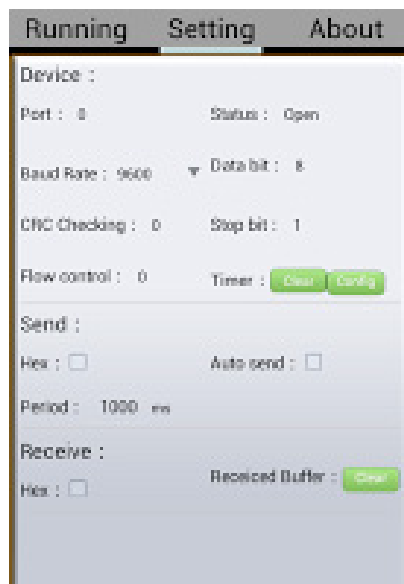 Running Setting About
Device :
Port : 0 Status : Open
Baud Rate : 9600 Data bit : 8
CRC Checking : 0 Stop bit : 1
Flow control : 0 Timer : Clear Config
Send :
Hex : Auto send :
Period : 1000 ms
Receive :
Hex : Receiced Buffer : Clear